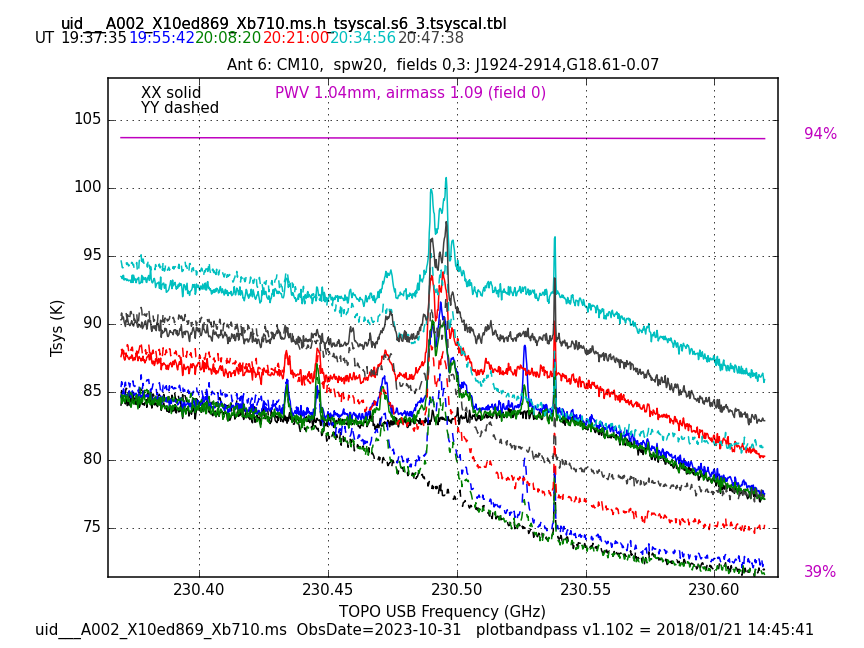 uid___A002_X10ed869_Xb710.ms.h_tsyscal.s6_3.tsyscal.tbl
UT 19:37:35 19:55:42 20:08:20 20:21:00 20:34:56 20:47:38
Ant 6: CM10,  spw20,  fields 0,3: J1924-2914,G18.61-0.07
XX solid PWV 1.04mm, airmass 1.09 (field 0)
YY dashed
105
94%
100
95
90
Tsys (K)
85
80
75
39%
230.40 230.45 230.50 230.55 230.60
TOPO USB Frequency (GHz)
uid___A002_X10ed869_Xb710.ms  ObsDate=2023-10-31   plotbandpass v1.102 = 2018/01/21 14:45:41